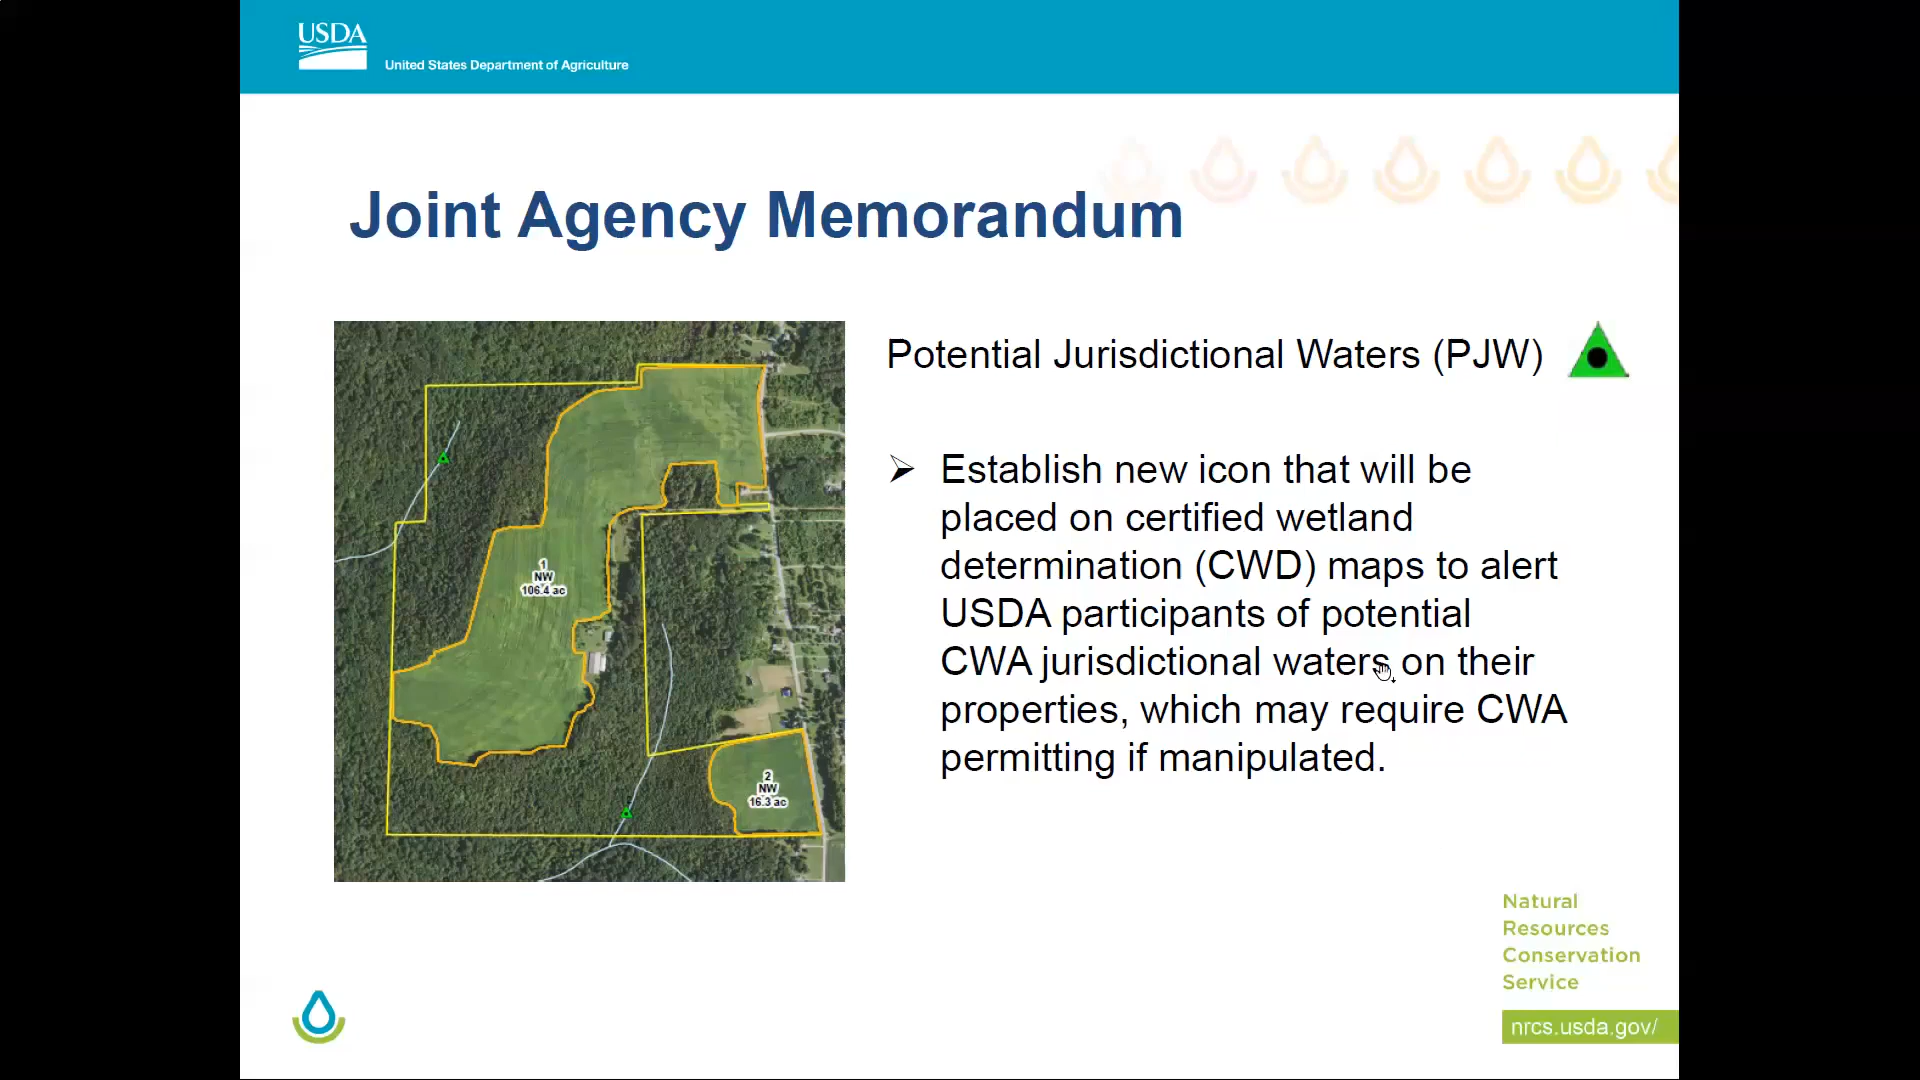 USDA
United States Department of Agriculture
Joint Agency Memorandum
Potential Jurisdictional Waters (PJW)
Establish new icon that will be
placed on certified wetland
determination (CWD) maps to alert
USDA participants of potential
CWA jurisdictional waters on their
properties, which may require CWA
permitting if manipulated.
1
NW
106.4 ac
2
NW
16.3 ac
Natural
Resources
Conservation
Service
nrcs.usda.gov/